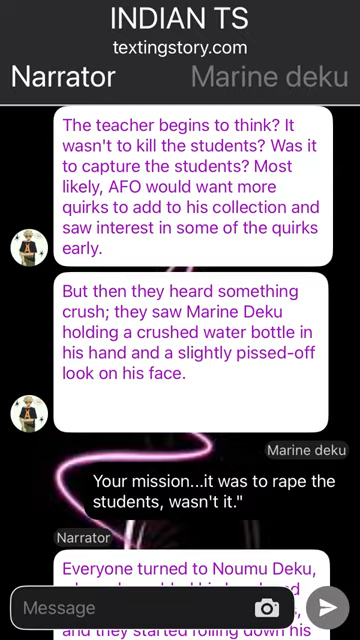 INDIAN TS
textingstory.com
Narrator
Marine deku
The teacher begins to think? It
wasn't to kill the students? Was it
to capture the students? Most
likely, AFO would want more
quirks to add to his collection and
saw interest in some of the quirks
early.
But then they heard something
crush; they saw Marine Deku
holding a crushed water bottle in
his hand and a slightly pissed-off
look on his face.
Marine deku
Your mission...it was to rape the
students, wasn't it."
Narrator
Everyone turned to Noumu Deku,
Message
and they started rolling down his